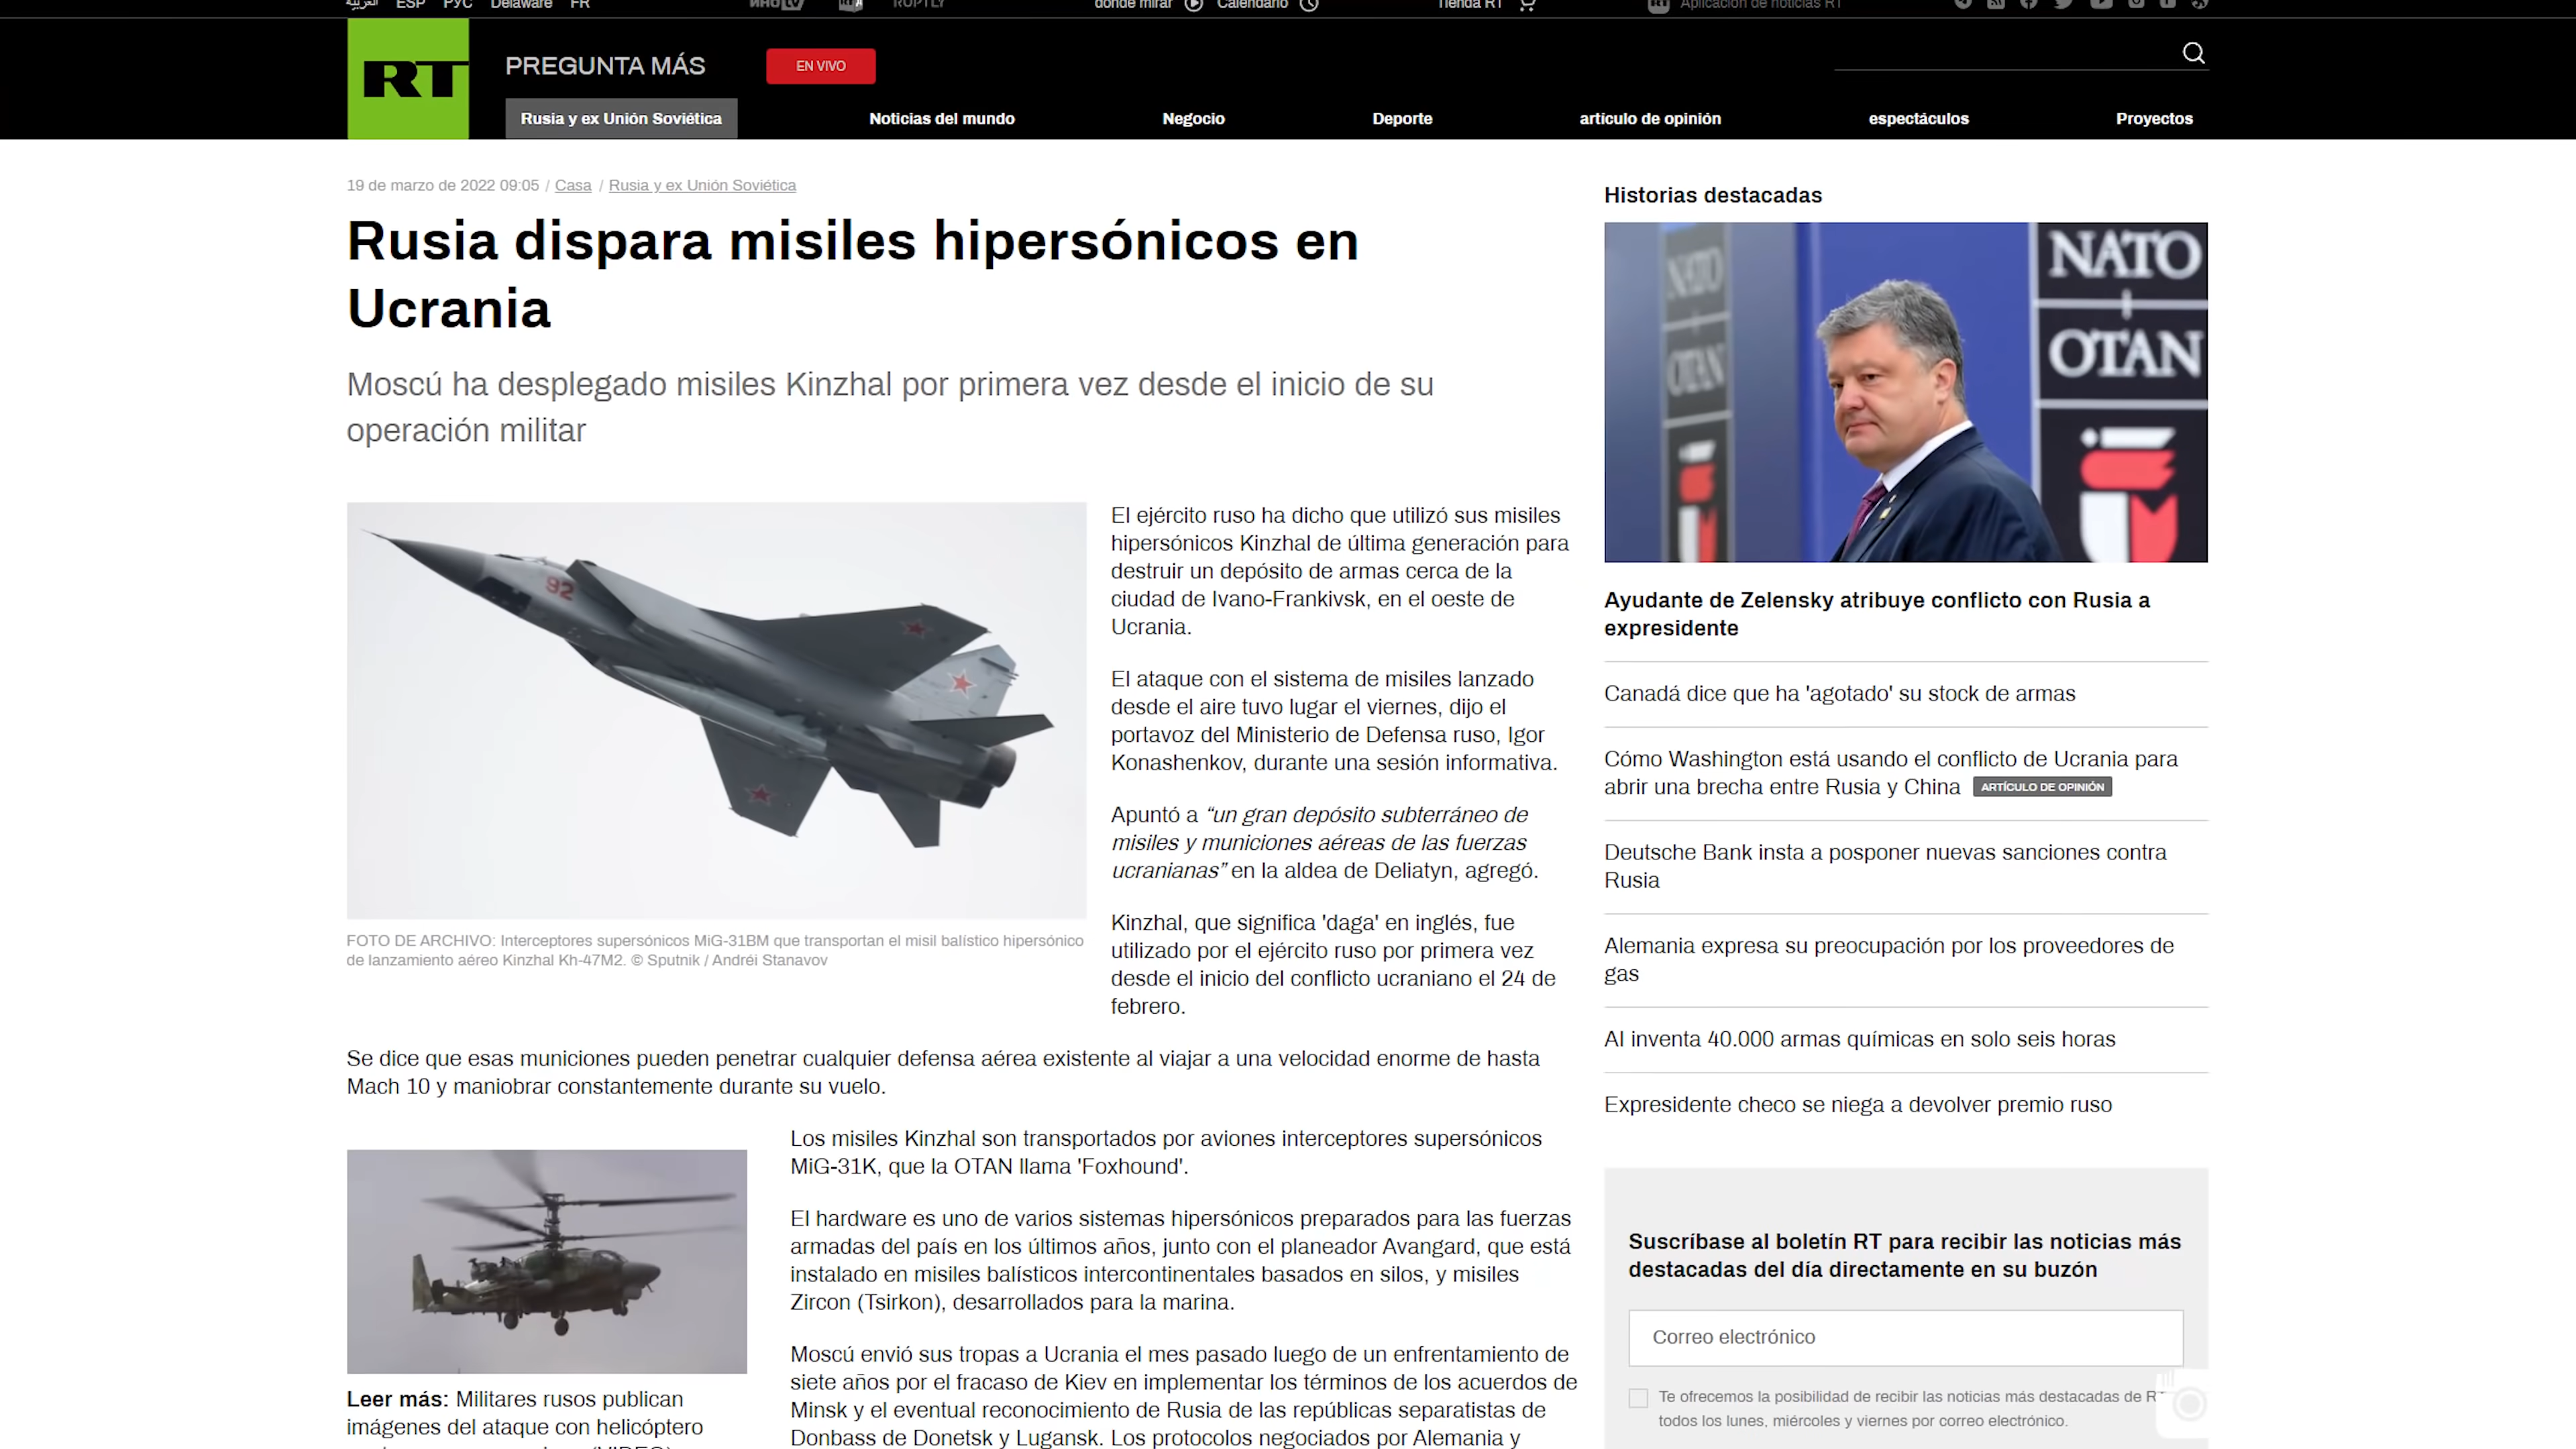 العربية ESP РУС Delaware FR
ИНОTV
RUPTLY
dónde mirar
Calendario
Tienda RT
Aplicación de noticias RT
RT
PREGUNTA MÁS
EN VIVO
Rusia y ex Unión Soviética
Noticias del mundo
Negocio
Deporte
artículo de opinión
espectáculos
Proyectos
19 de marzo de 2022 09:05 / Casa / Rusia y ex Unión Soviética
Rusia dispara misiles hipersónicos en
Ucrania
Moscú ha desplegado misiles Kinzhal por primera vez desde el inicio de su
operación militar
92
FOTO DE ARCHIVO: Interceptores supersónicos MiG-31BM que transportan el misil balístico hipersónico
de lanzamiento aéreo Kinzhal Kh-47M2. © Sputnik / Andréi Stanavov
El ejército ruso ha dicho que utilizó sus misiles
hipersónicos Kinzhal de última generación para
destruir un depósito de armas cerca de la
ciudad de Ivano-Frankivsk, en el oeste de
Ucrania.
El ataque con el sistema de misiles lanzado
desde el aire tuvo lugar el viernes, dijo el
portavoz del Ministerio de Defensa ruso, Igor
Konashenkov, durante una sesión informativa.
Apuntó a “un gran depósito subterráneo de
misiles y municiones aéreas de las fuerzas
ucranianas” en la aldea de Deliatyn, agregó.
Kinzhal, que significa 'daga' en inglés, fue
utilizado por el ejército ruso por primera vez
desde el inicio del conflicto ucraniano el 24 de
febrero.
Se dice que esas municiones pueden penetrar cualquier defensa aérea existente al viajar a una velocidad enorme de hasta
Mach 10 y maniobrar constantemente durante su vuelo.
Los misiles Kinzhal son transportados por aviones interceptores supersónicos
MiG-31K, que la OTAN llama 'Foxhound'.
El hardware es uno de varios sistemas hipersónicos preparados para las fuerzas
armadas del país en los últimos años, junto con el planeador Avangard, que está
instalado en misiles balísticos intercontinentales basados en silos, y misiles
Zircon (Tsirkon), desarrollados para la marina.
Moscú envió sus tropas a Ucrania el mes pasado luego de un enfrentamiento de
siete años por el fracaso de Kiev en implementar los términos de los acuerdos de
Minsk y el eventual reconocimiento de Rusia de las repúblicas separatistas de
Donbass de Donetsk y Lugansk. Los protocolos negociados por Alemania y
Leer más: Militares rusos publican
imágenes del ataque con helicóptero
Historias destacadas
NATO
OTAN
NATO
OTAN
Ayudante de Zelensky atribuye conflicto con Rusia a
expresidente
Canadá dice que ha 'agotado' su stock de armas
Cómo Washington está usando el conflicto de Ucrania para
abrir una brecha entre Rusia y China ARTÍCULO DE OPINIÓN
Deutsche Bank insta a posponer nuevas sanciones contra
Rusia
Alemania expresa su preocupación por los proveedores de
gas
AI inventa 40.000 armas químicas en solo seis horas
Expresidente checo se niega a devolver premio ruso
Suscríbase al boletín RT para recibir las noticias más
destacadas del día directamente en su buzón
Correo electrónico
Te ofrecemos la posibilidad de recibir las noticias más destacadas de RT
todos los lunes, miércoles y viernes por correo electrónico.